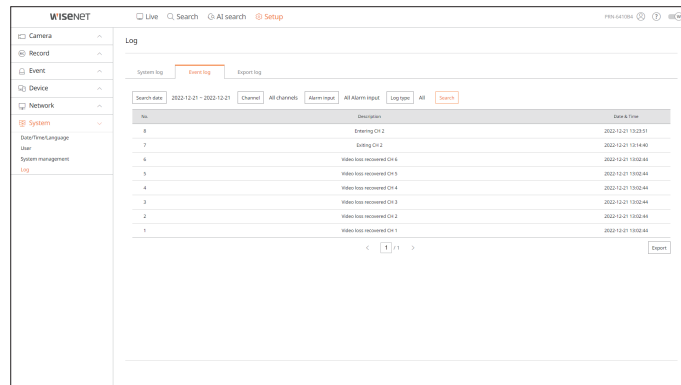 WISENET
Live Search AI search Setup
PRN-6410B4
Camera
Record
Event
Device
Network
System
Date/Time/Language
User
System management
Log
Log
System log Event log Export log
Search date 2022-12-21 ~ 2022-12-21 Channel All channels Alarm input All Alarm input Log type All Search
No. Description Date & Time
8 Entering CH 2 2022-12-21 13:23:51
7 Exiting CH 2 2022-12-21 13:14:40
6 Video loss recovered CH 6 2022-12-21 13:02:44
5 Video loss recovered CH 5 2022-12-21 13:02:44
4 Video loss recovered CH 4 2022-12-21 13:02:44
3 Video loss recovered CH 3 2022-12-21 13:02:44
2 Video loss recovered CH 2 2022-12-21 13:02:44
1 Video loss recovered CH 1 2022-12-21 13:02:44
< 1 / 1 >
Export